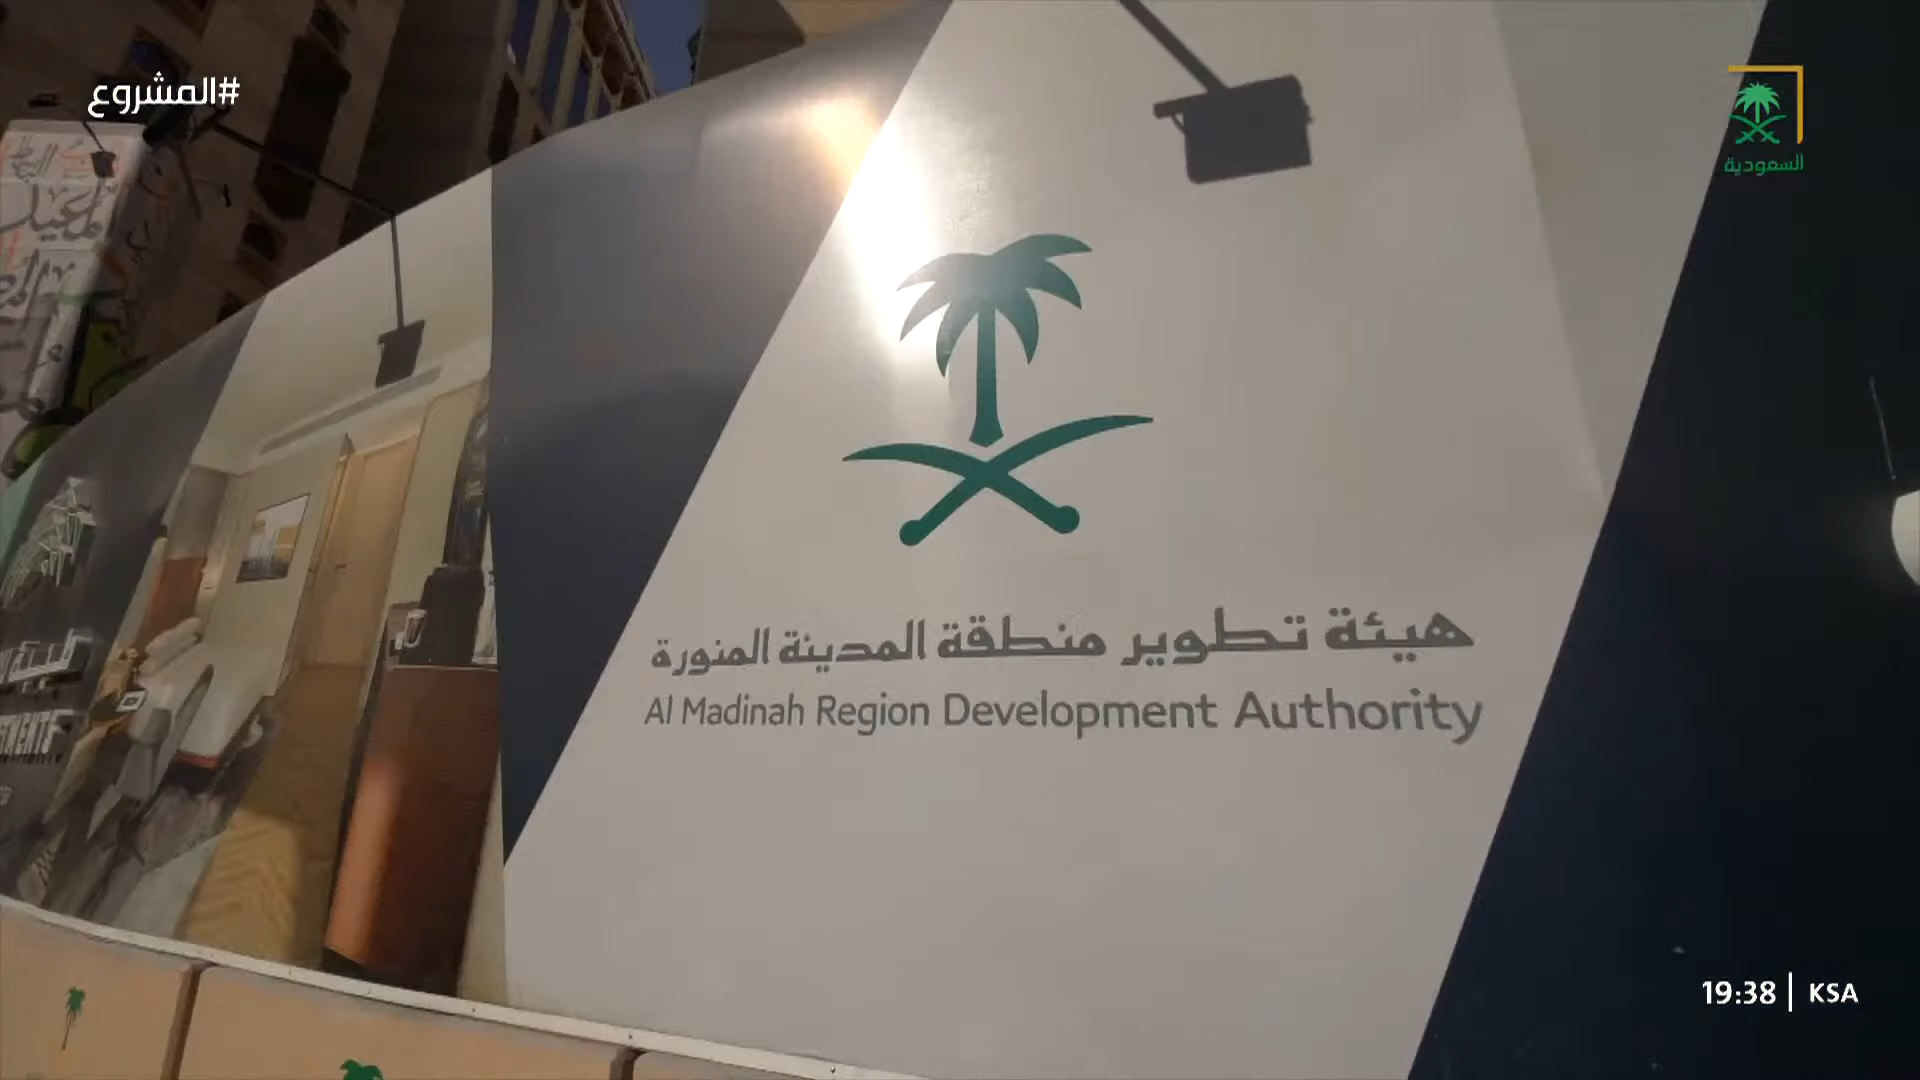 #المشروع
السعودية
هيئة تطوير منطقة المدينة المنورة
Al Madinah Region Development Authority
19:38 | KSA